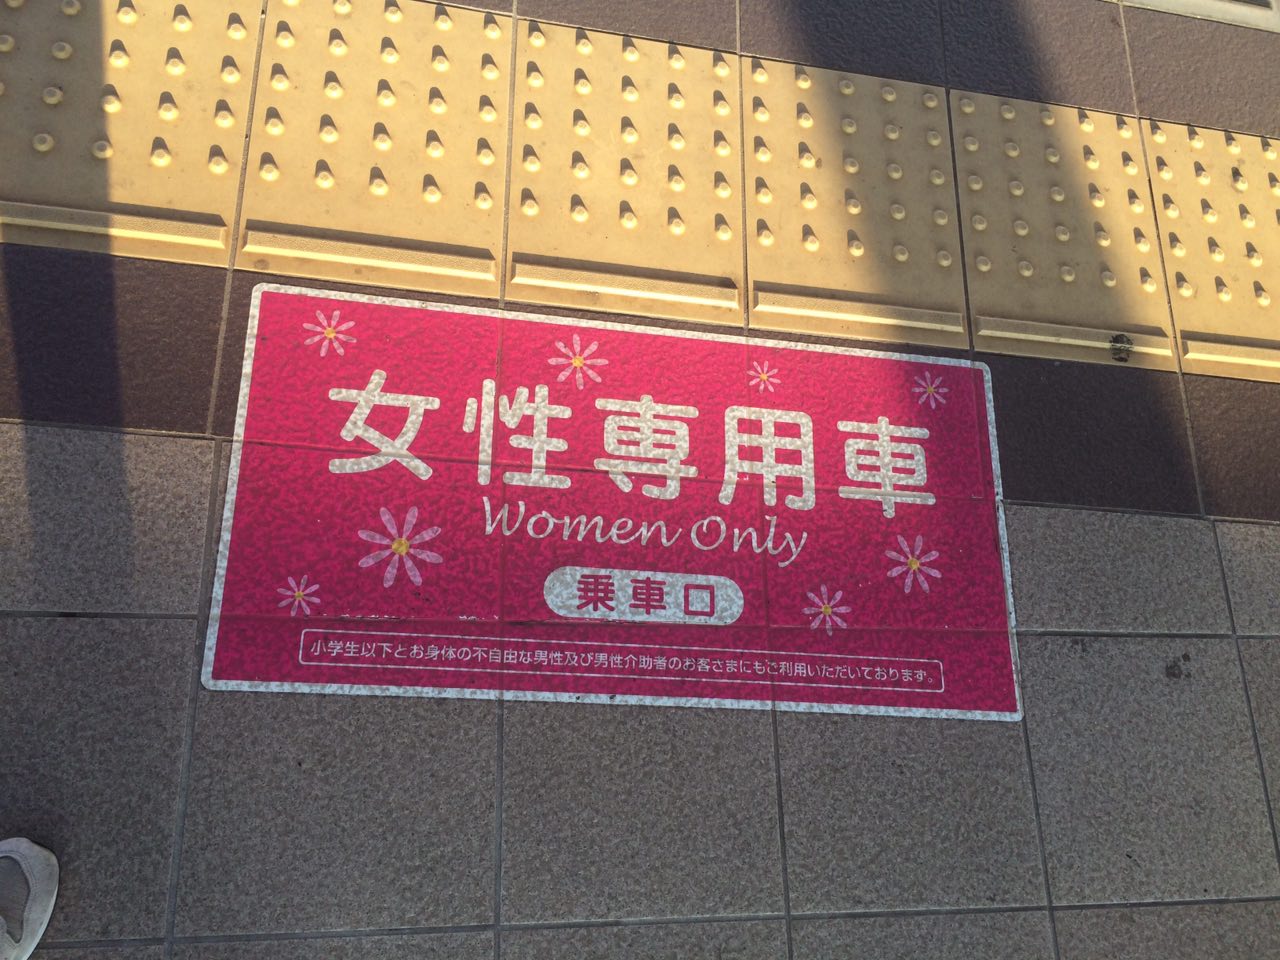 女性専用車
Women Only
乗車口
小学生以下とお身体の不自由な男性及び男性介助者のお客さまにもご利用いただいております。